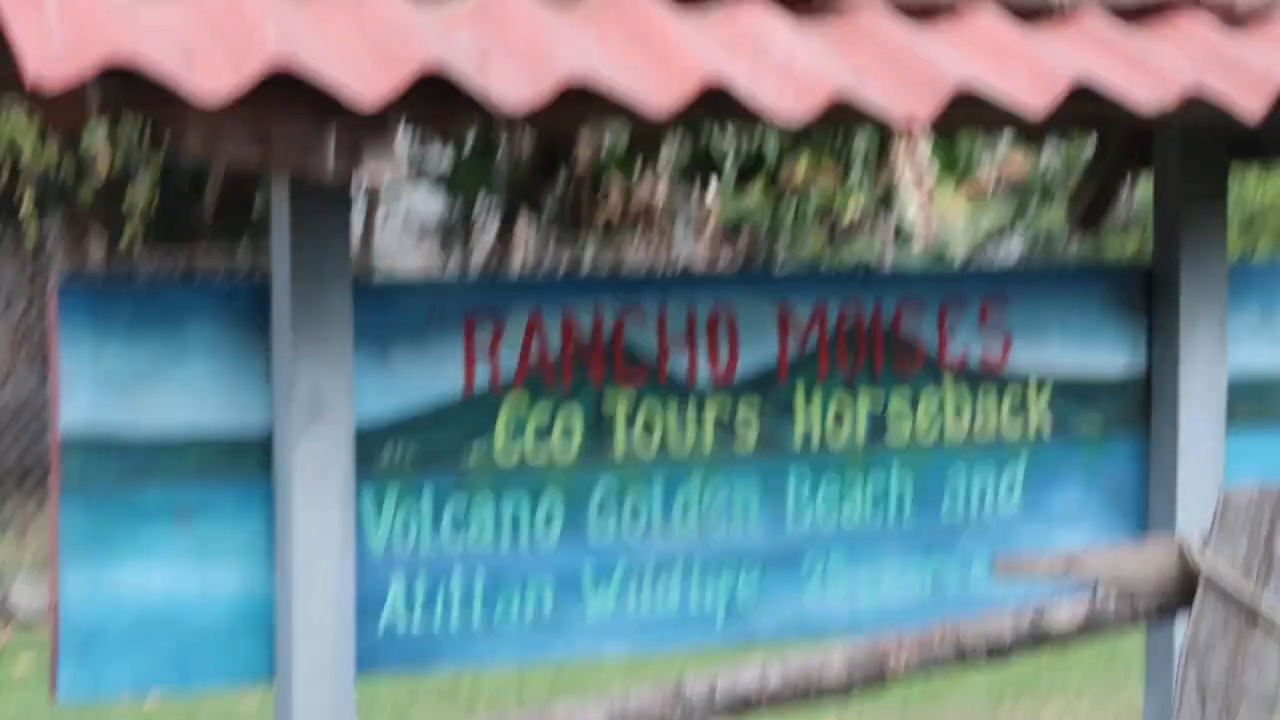 RANCHO MOISES
Eco Tours Horseback
Volcano Golden Beach and
Atitlan Wildlife